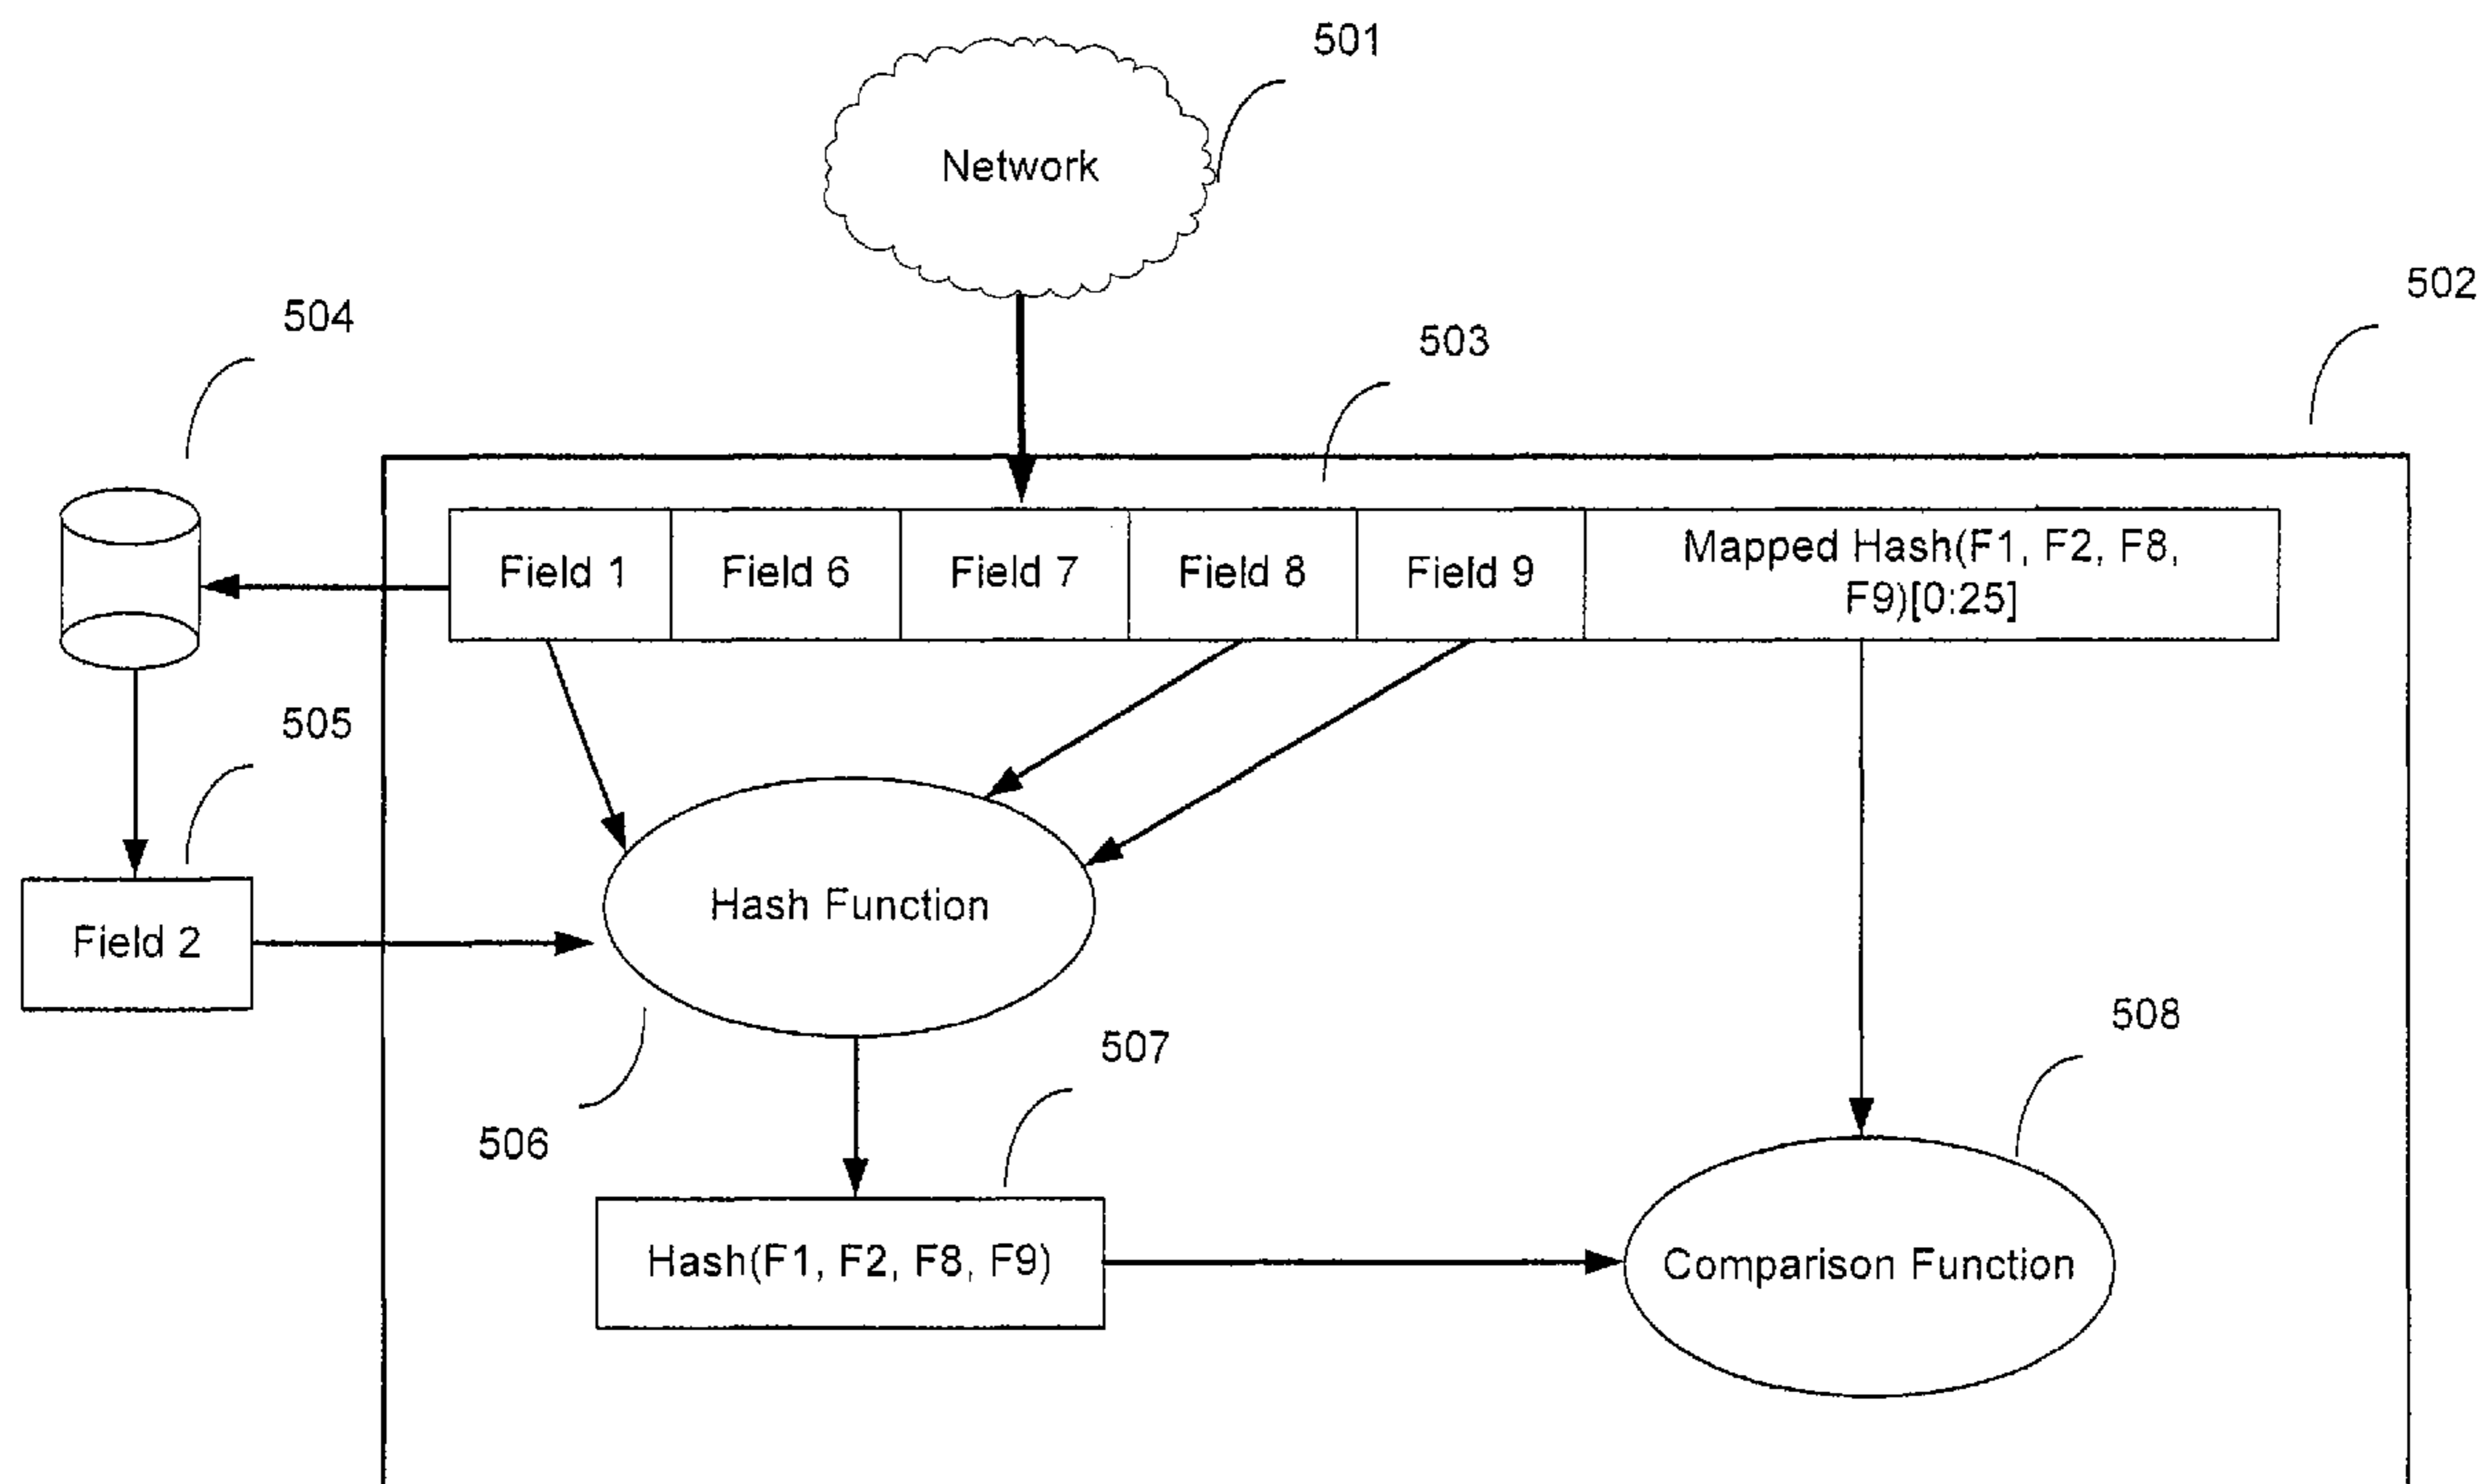 501
Network
502
504
503
Field 1
Field 6
Field 7
Field 8
Field 9
Mapped Hash(F1, F2, F8,
F9)[0:25]
505
Hash Function
Field 2
508
507
506
Hash(F1, F2, F8, F9)
Comparison Function